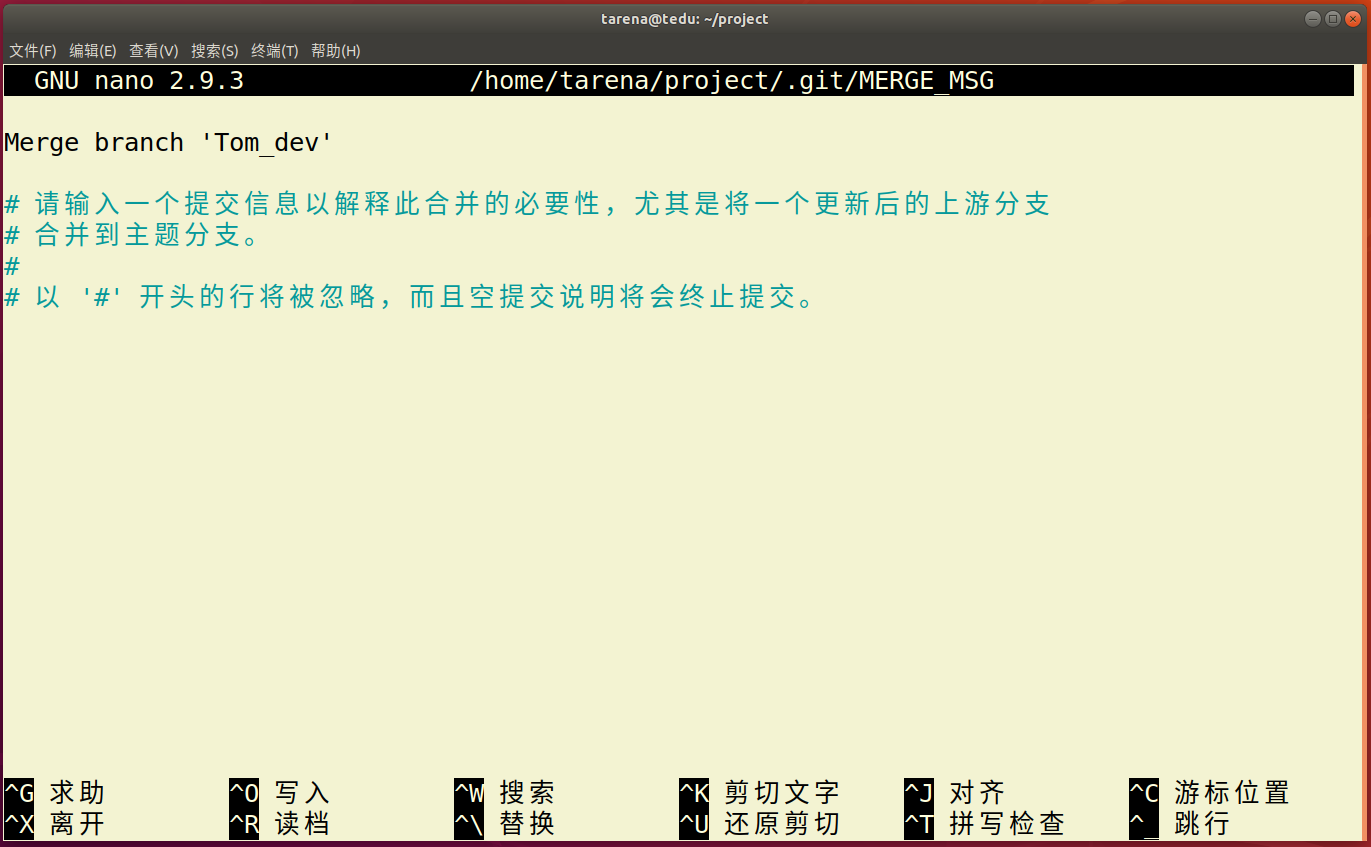 tarena@tedu: ~/project
文件(F) 编辑(E) 查看(V) 搜索(S) 终端(T) 帮助(H)
GNU nano 2.9.3 /home/tarena/project/.git/MERGE_MSG
Merge branch 'Tom_dev'
# 请输入一个提交信息以解释此合并的必要性，尤其是将一个更新后的上游分支
# 合并到主题分支。
#
# 以 '#' 开头的行将被忽略，而且空提交说明将会终止提交。
^G 求助 ^O 写入 ^W 搜索 ^K 剪切文字 ^J 对齐 ^C 游标位置
^X 离开 ^R 读档 ^\ 替换 ^U 还原剪切 ^T 拼写检查 ^_ 跳行